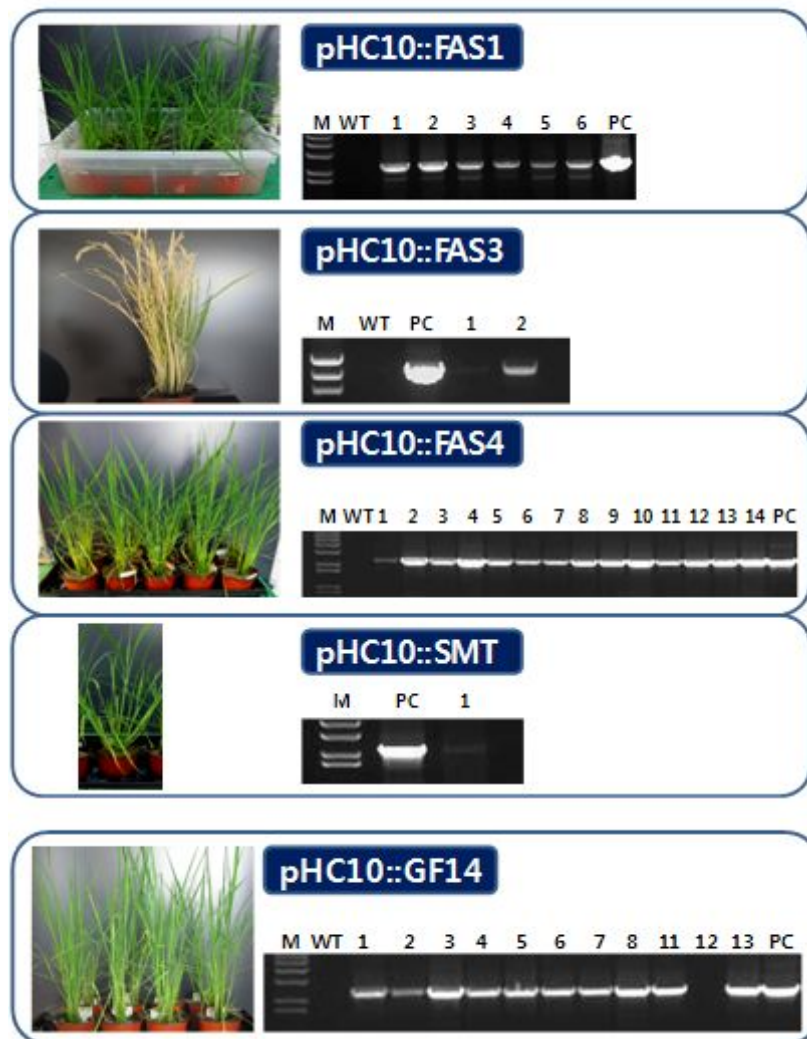 pHC10::FAS1
M WT 1 2 3 4 5 6 PC
pHC10::FAS3
M WT PC 1 2
pHC10::FAS4
M WT 1 2 3 4 5 6 7 8 9 10 11 12 13 14 PC
pHC10::SMT
M PC 1
pHC10::GF14
M WT 1 2 3 4 5 6 7 8 11 12 13 PC